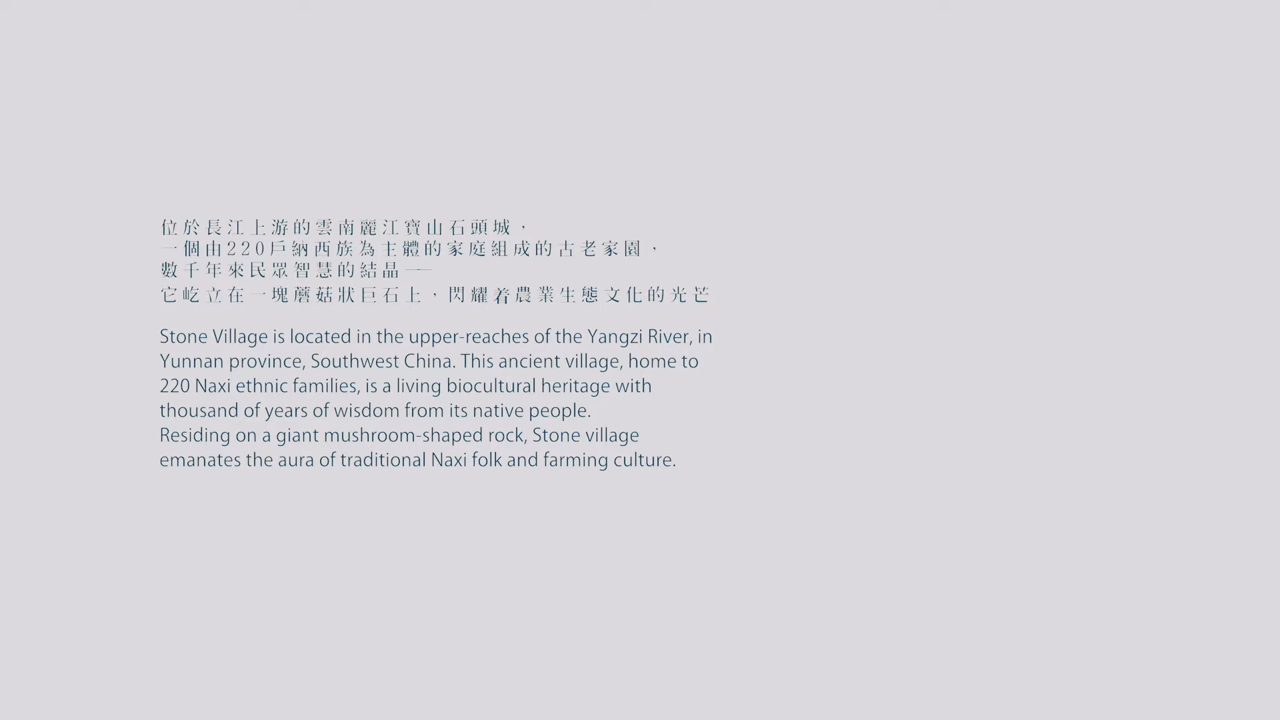 位於長江上游的雲南麗江寶山石頭城，
一個由220戶納西族為主體的家庭組成的古老家園，
數千年來民眾智慧的結晶——
它屹立在一塊蘑菇狀巨石上，閃耀着農業生態文化的光芒
Stone Village is located in the upper-reaches of the Yangzi River, in
Yunnan province, Southwest China. This ancient village, home to
220 Naxi ethnic families, is a living biocultural heritage with
thousand of years of wisdom from its native people.
Residing on a giant mushroom-shaped rock, Stone village
emanates the aura of traditional Naxi folk and farming culture.